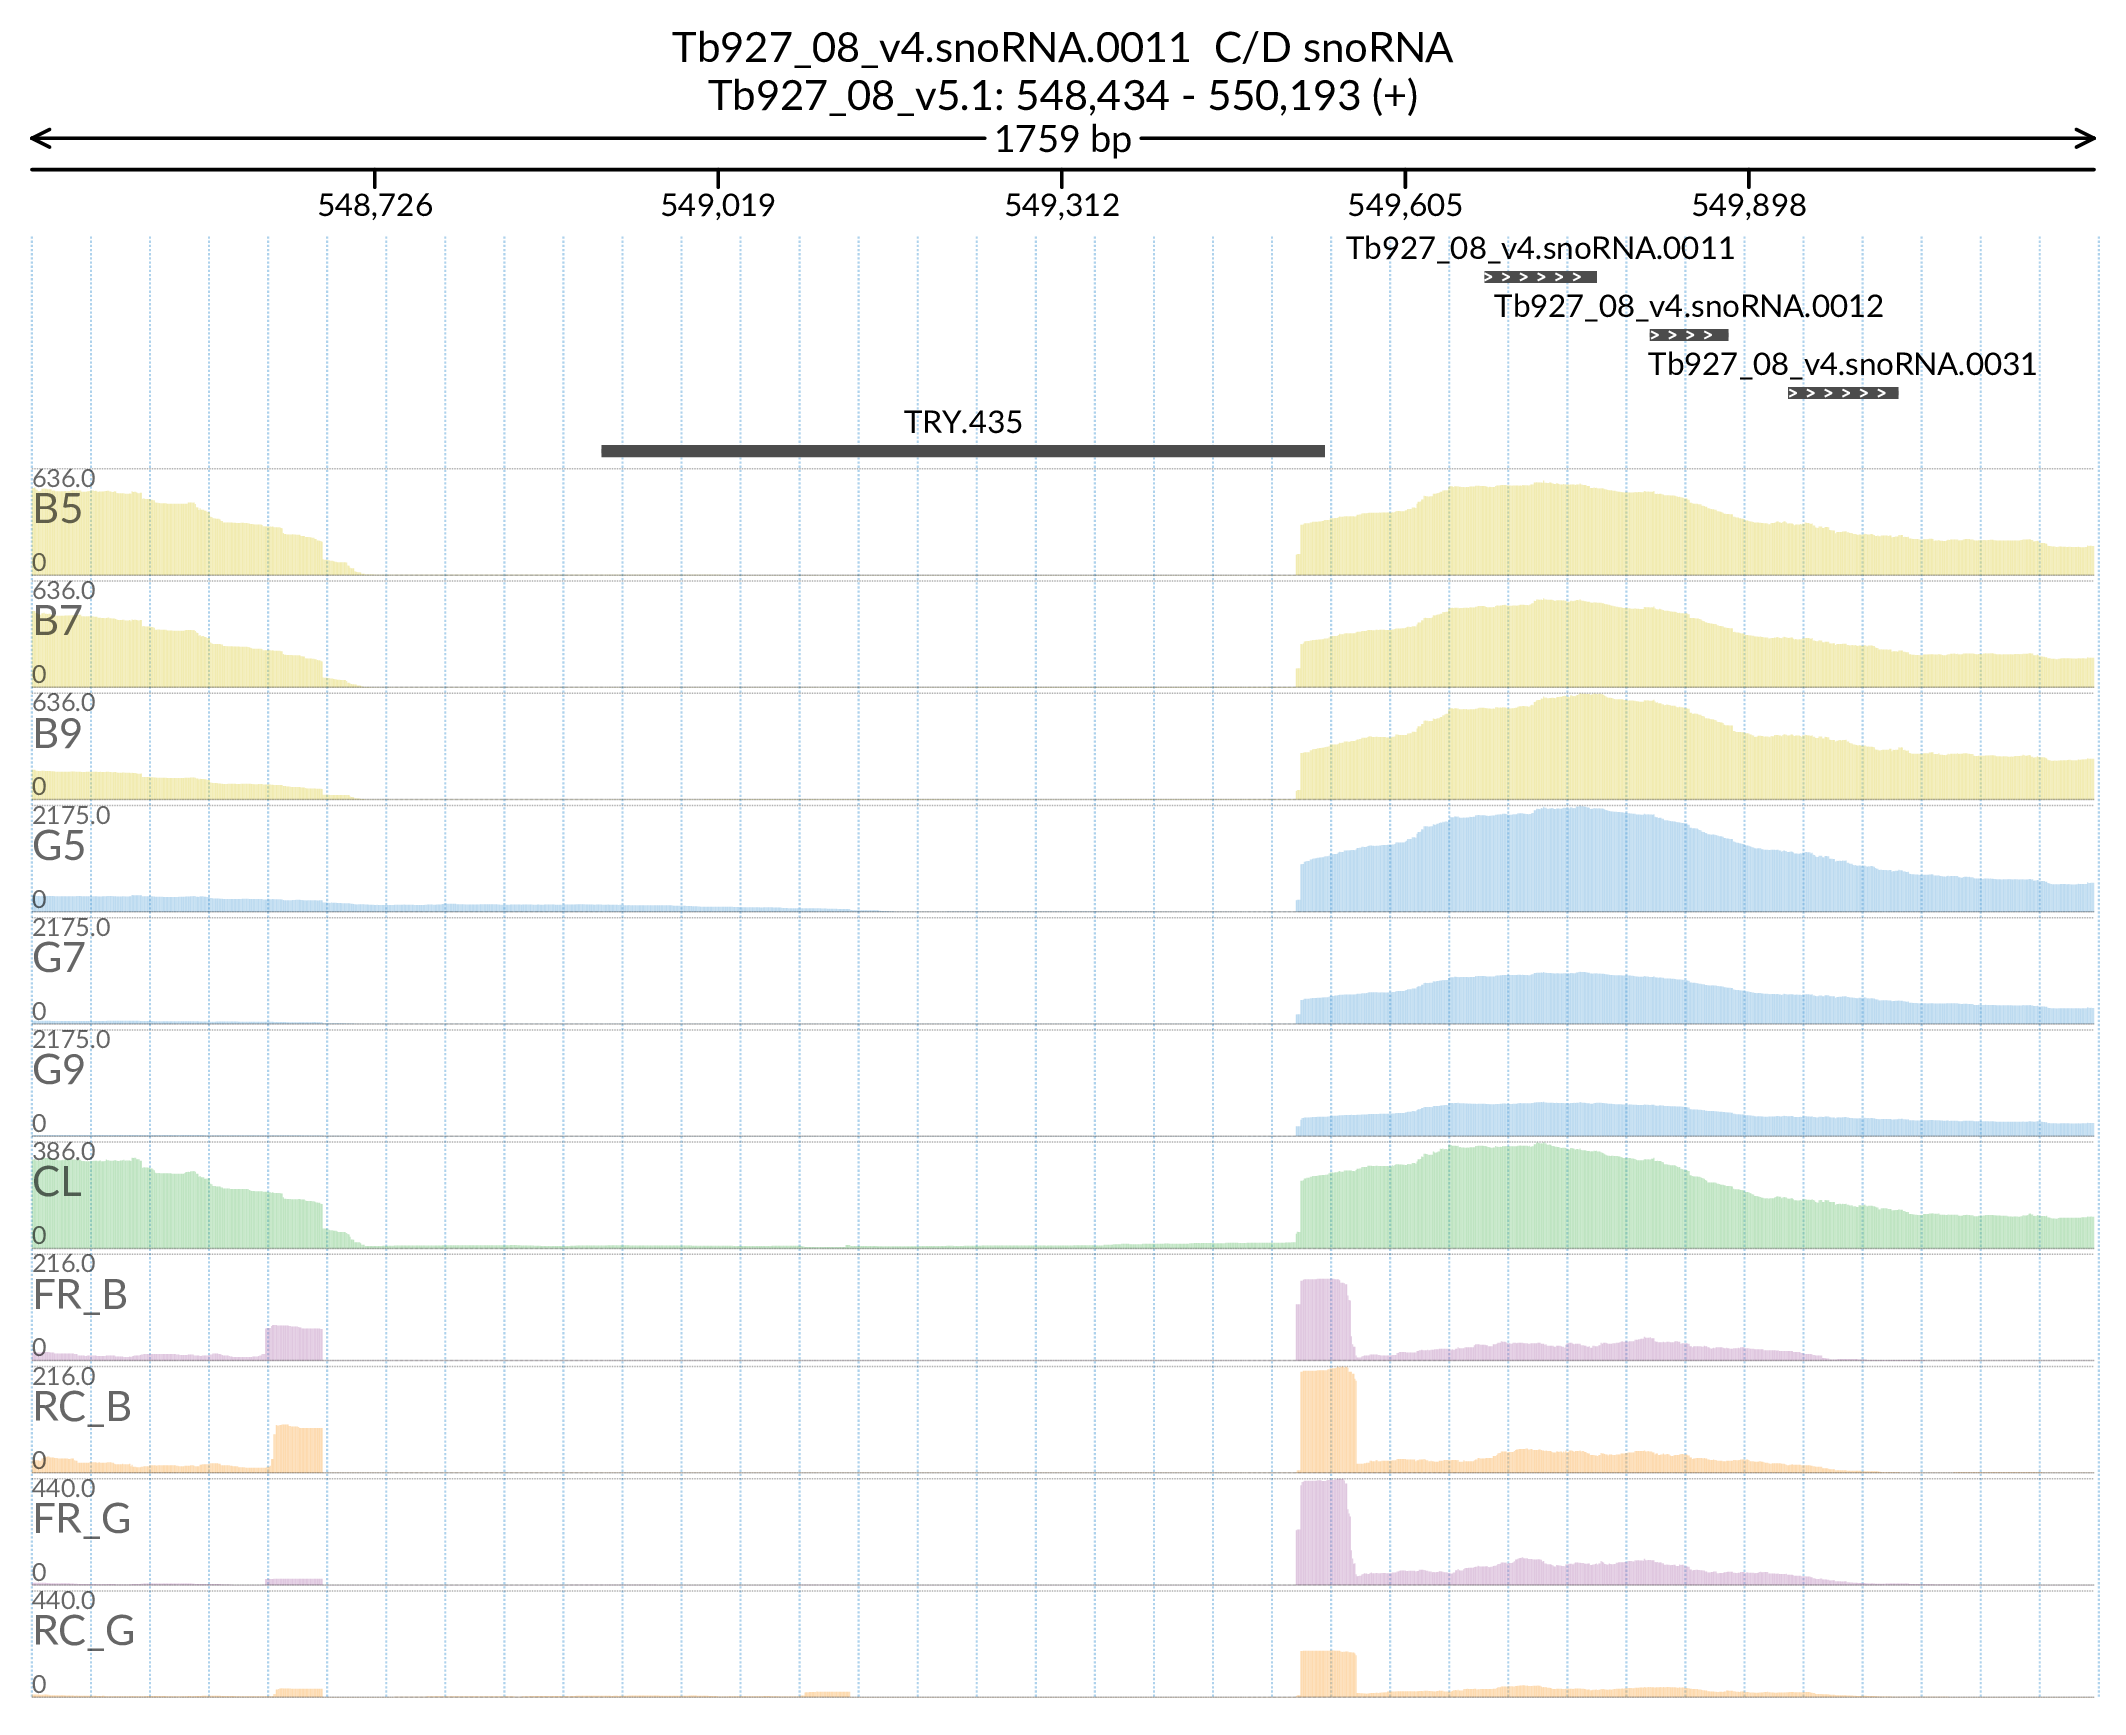 Tb927_08_v4.snoRNA.0011 C/D snoRNA
Tb927_08_v5.1: 548,434 - 550,193 (+)
1759 bp
548,726 549,019 549,312 549,605 549,898
Tb927_08_v4.snoRNA.0011
Tb927_08_v4.snoRNA.0012
Tb927_08_v4.snoRNA.0031
TRY.435
636.0
B5
0
636.0
B7
0
636.0
B9
0
2175.0
G5
0
2175.0
G7
0
2175.0
G9
0
386.0
CL
0
216.0
FR_B
0
216.0
RC_B
0
440.0
FR_G
0
440.0
RC_G
0